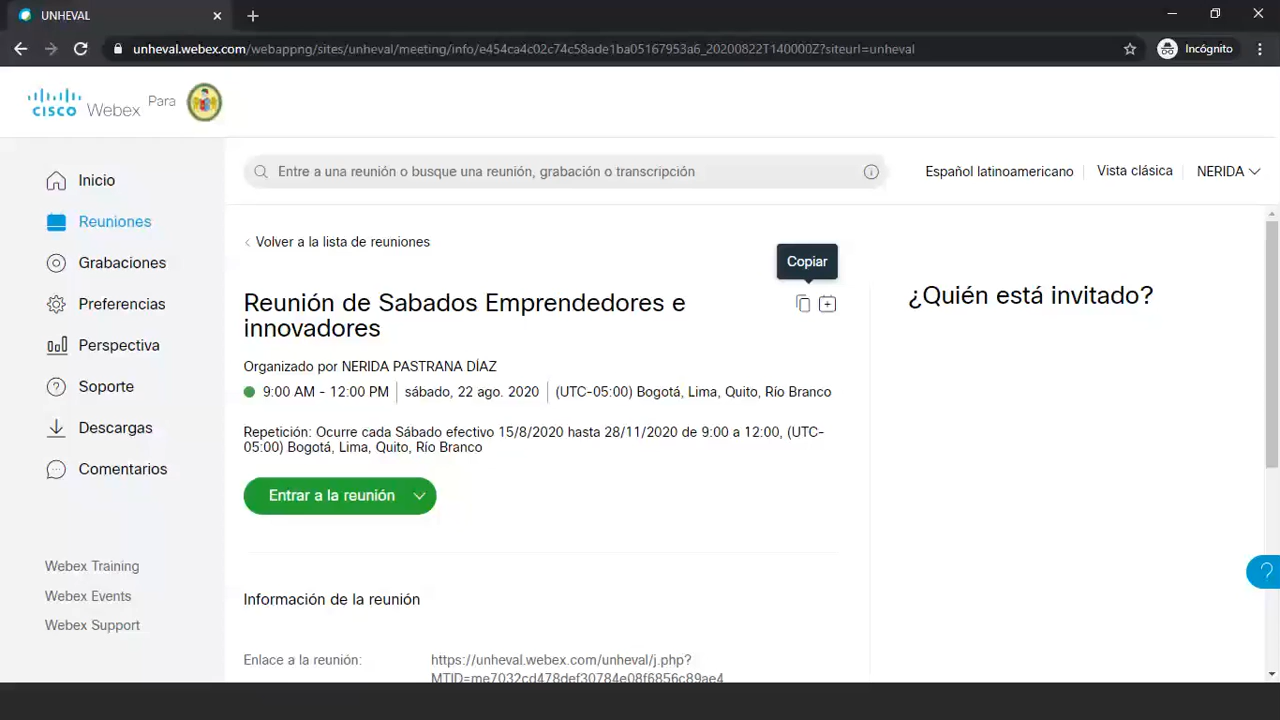 UNHEVAL
unheval.webex.com/webappng/sites/unheval/meeting/info/e454ca4c02c74c58ade1ba05167953a6_20200822T140000Z?siteurl=unheval
Incógnito
CISCO Webex Para
Entre a una reunión o busque una reunión, grabación o transcripción
Español latinoamericano
Vista clásica
NERIDA
Inicio
Reuniones
Grabaciones
Preferencias
Perspectiva
Soporte
Descargas
Comentarios
Webex Training
Webex Events
Webex Support
Volver a la lista de reuniones
Copiar
Reunión de Sabados Emprendedores e
innovadores
Organizado por NERIDA PASTRANA DÍAZ
9:00 AM - 12:00 PM
sábado, 22 ago. 2020
(UTC-05:00) Bogotá, Lima, Quito, Río Branco
Repetición: Ocurre cada Sábado efectivo 15/8/2020 hasta 28/11/2020 de 9:00 a 12:00, (UTC-
05:00) Bogotá, Lima, Quito, Río Branco
Entrar a la reunión
Información de la reunión
Enlace a la reunión:
https://unheval.webex.com/unheval/j.php?
MTID=me7032cd478def30784e08f6856c89ae4
¿Quién está invitado?